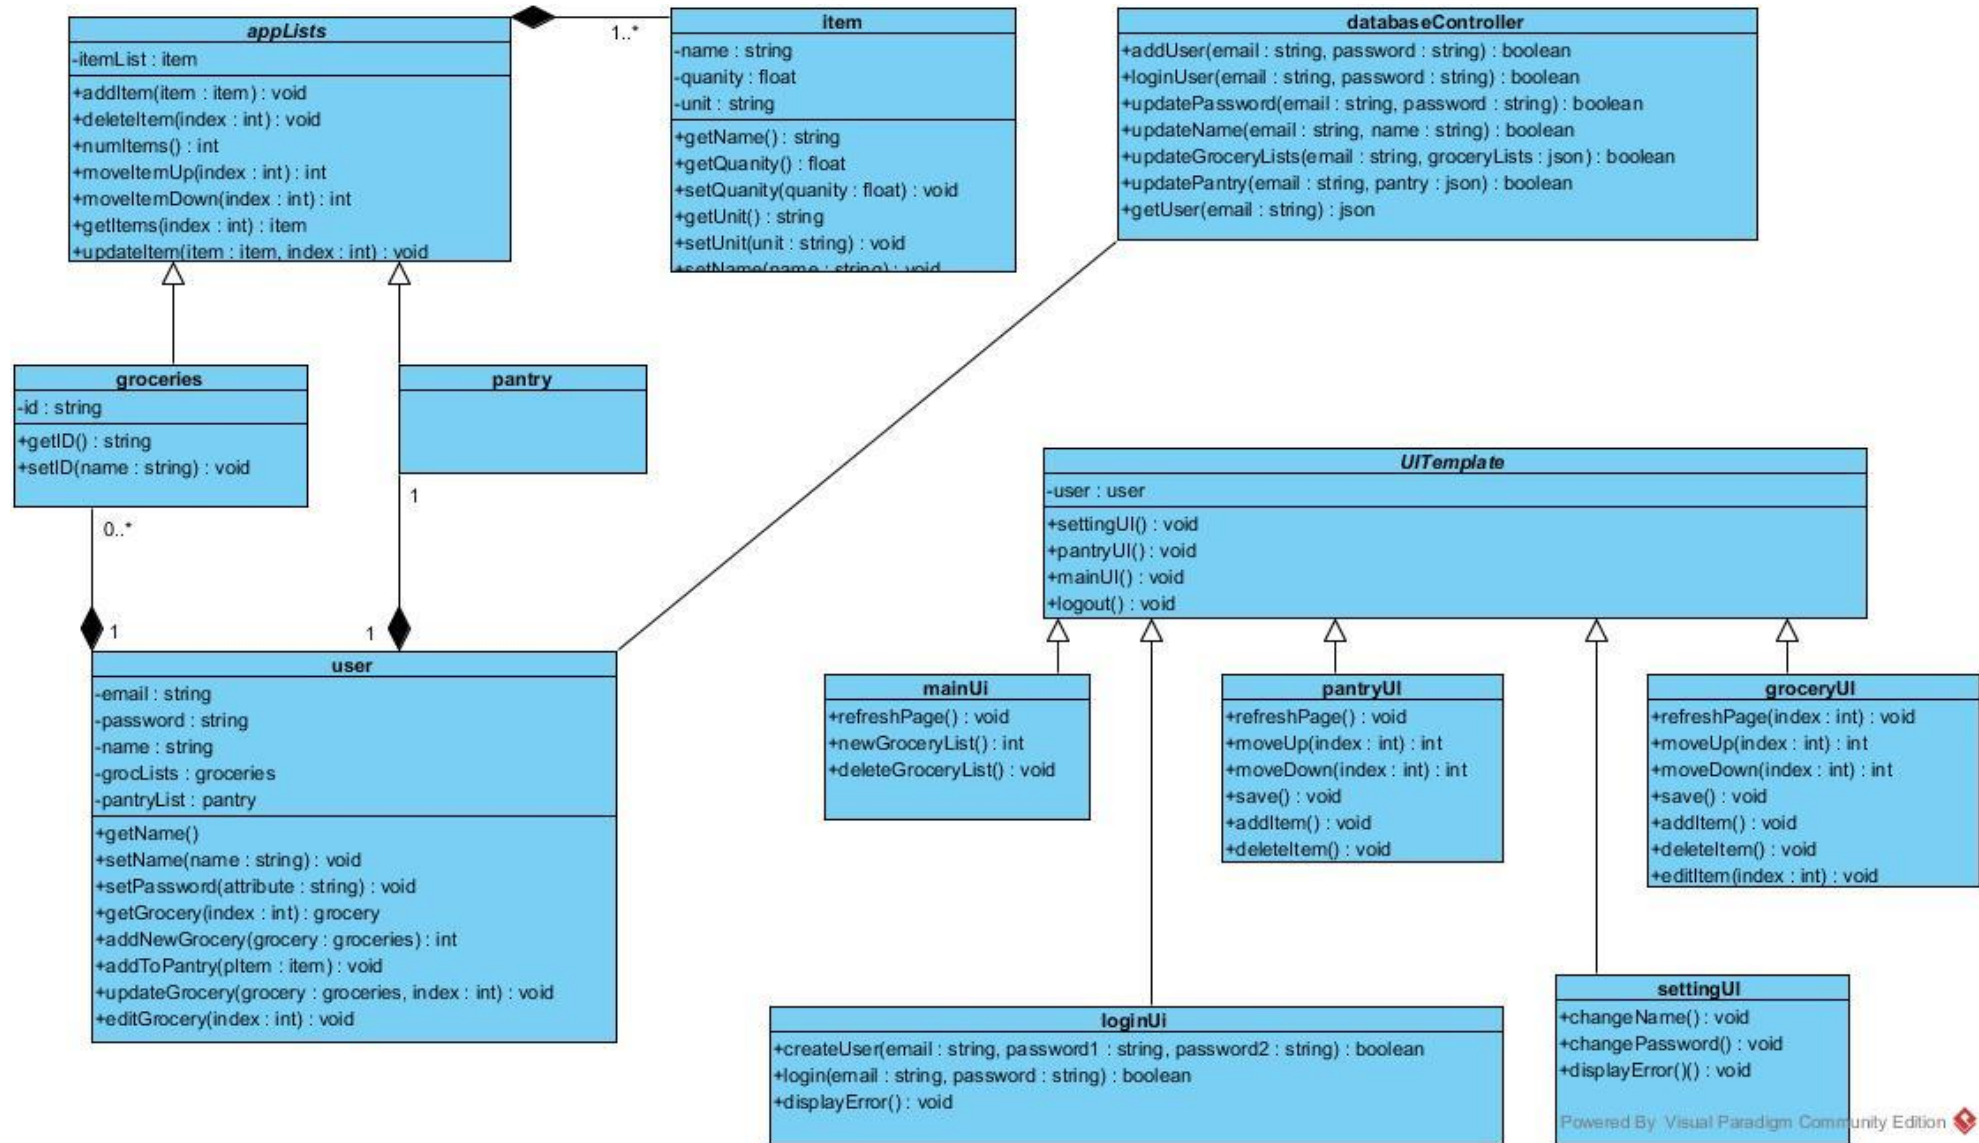 appLists
-itemList : item
+addItem(item : item) : void
+deleteItem(index : int) : void
+numItems() : int
+moveItemUp(index : int) : int
+moveItemDown(index : int) : int
+getItems(index : int) : item
+updateItem(item : item, index : int) : void
1..*
item
-name : string
-quanity : float
-unit : string
+getName() : string
+getQuanity() : float
+setQuanity(quanity : float) : void
+getUnit() : string
+setUnit(unit : string) : void
+setName(name : string) : void
databaseController
+addUser(email : string, password : string) : boolean
+loginUser(email : string, password : string) : boolean
+updatePassword(email : string, password : string) : boolean
+updateName(email : string, name : string) : boolean
+updateGroceryLists(email : string, groceryLists : json) : boolean
+updatePantry(email : string, pantry : json) : boolean
+getUser(email : string) : json
groceries
-id : string
+getID() : string
+setID(name : string) : void
0..*
1
pantry
1
1
user
-email : string
-password : string
-name : string
-grocLists : groceries
-pantryList : pantry
+getName()
+setName(name : string) : void
+setPassword(attribute : string) : void
+getGrocery(index : int) : grocery
+addNewGrocery(grocery : groceries) : int
+addToPantry(pItem : item) : void
+updateGrocery(grocery : groceries, index : int) : void
+editGrocery(index : int) : void
UITemplate
-user : user
+settingUI() : void
+pantryUI() : void
+mainUI() : void
+logout() : void
mainUi
+refreshPage() : void
+newGroceryList() : int
+deleteGroceryList() : void
pantryUI
+refreshPage() : void
+moveUp(index : int) : int
+moveDown(index : int) : int
+save() : void
+addItem() : void
+deleteItem() : void
groceryUI
+refreshPage(index : int) : void
+moveUp(index : int) : int
+moveDown(index : int) : int
+save() : void
+addItem() : void
+deleteItem() : void
+editItem(index : int) : void
loginUi
+createUser(email : string, password1 : string, password2 : string) : boolean
+login(email : string, password : string) : boolean
+displayError() : void
settingUI
+changeName() : void
+changePassword() : void
+displayError()() : void
Powered By Visual Paradigm Community Edition